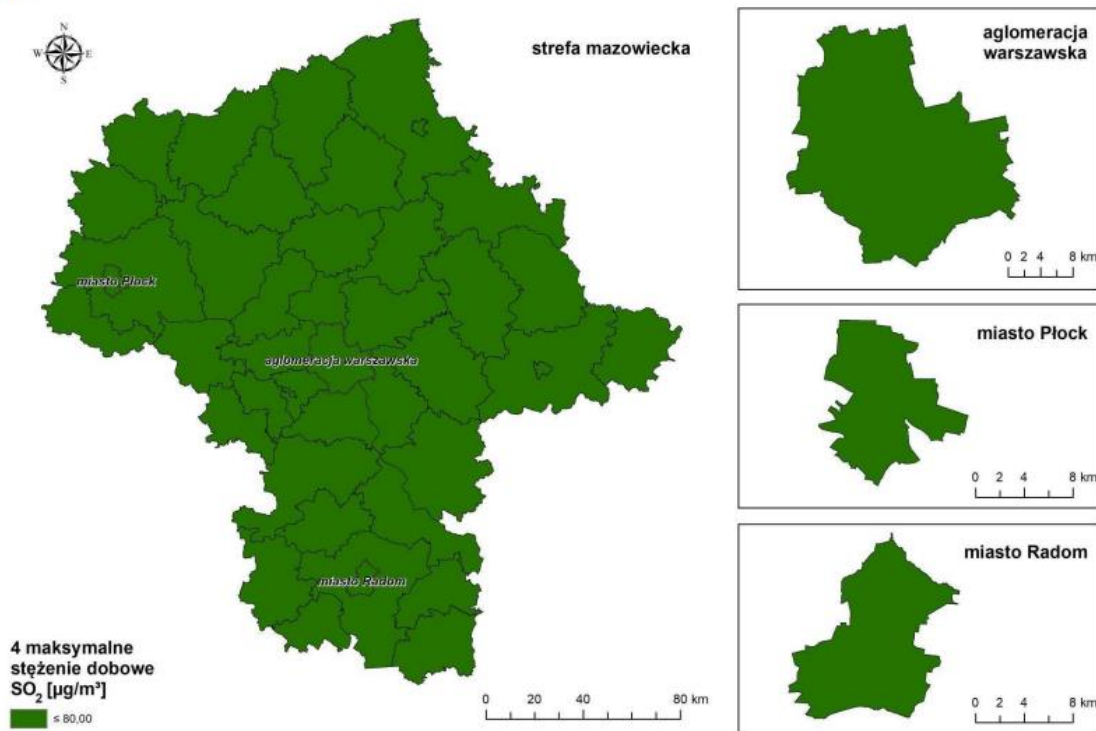 N
W E
S
strefa mazowiecka
miasto Płock
aglomeracja warszawska
miasto Radom
4 maksymalne
stężenie dobowe
SO₂ [µg/m³]
≤ 80,00
0 20 40 80 km
aglomeracja
warszawska
0 2 4 8 km
miasto Płock
0 2 4 8 km
miasto Radom
0 2 4 8 km